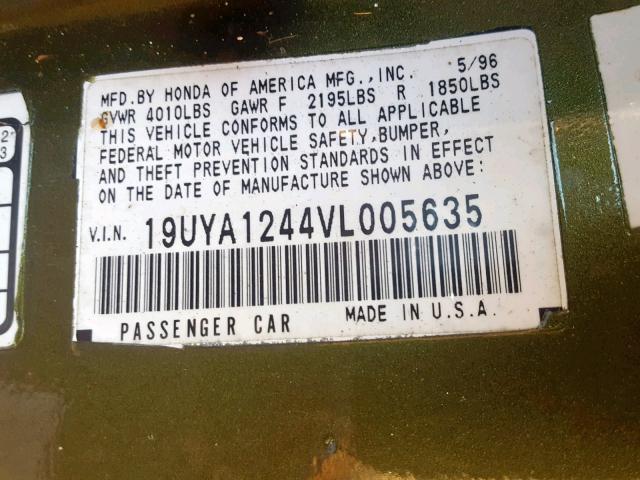 MFD.BY HONDA OF AMERICA MFG.,INC. 5/96
GVWR 4010LBS GAWR F 2195LBS R 1850LBS
THIS VEHICLE CONFORMS TO ALL APPLICABLE
FEDERAL MOTOR VEHICLE SAFETY,BUMPER,
AND THEFT PREVENTION STANDARDS IN EFFECT
ON THE DATE OF MANUFACTURE SHOWN ABOVE:
V.I.N. 19UYA1244VL005635
PASSENGER CAR MADE IN U.S.A.
2
3